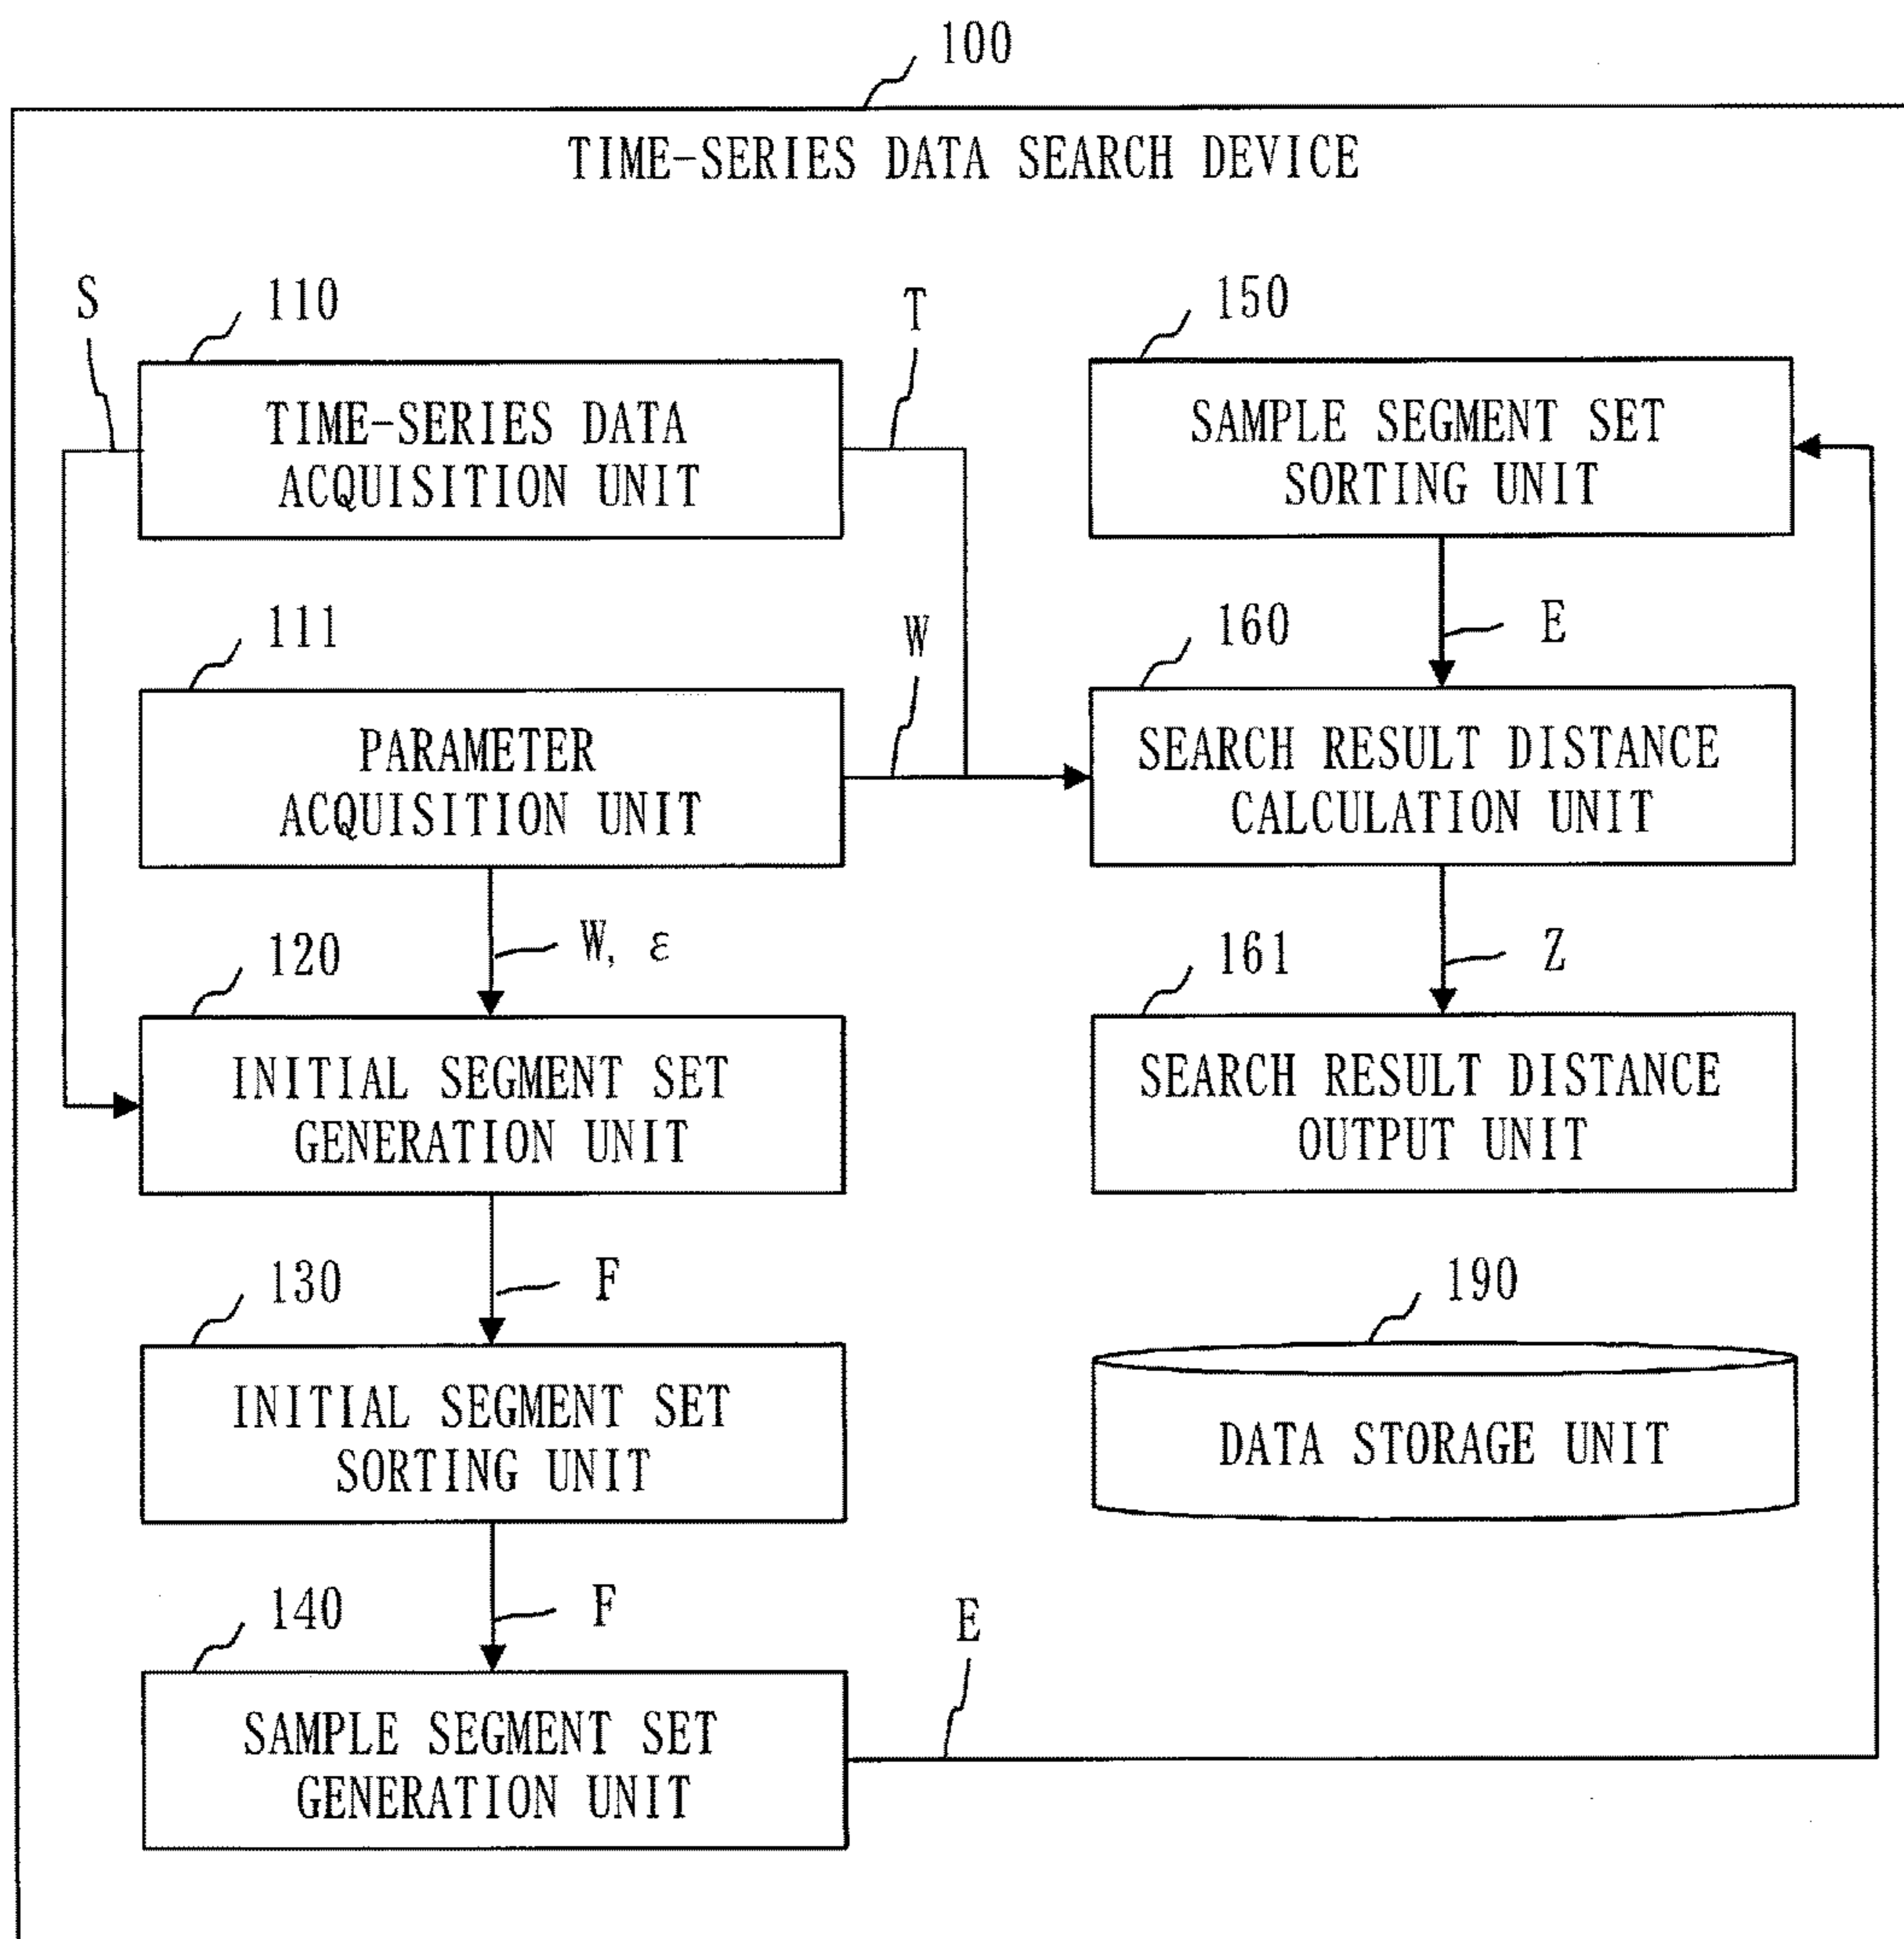 100
TIME-SERIES DATA SEARCH DEVICE
S
110
TIME-SERIES DATA
ACQUISITION UNIT
T
111
PARAMETER
ACQUISITION UNIT
W
W, ε
120
INITIAL SEGMENT SET
GENERATION UNIT
F
130
INITIAL SEGMENT SET
SORTING UNIT
F
140
SAMPLE SEGMENT SET
GENERATION UNIT
E
150
SAMPLE SEGMENT SET
SORTING UNIT
E
160
SEARCH RESULT DISTANCE
CALCULATION UNIT
Z
161
SEARCH RESULT DISTANCE
OUTPUT UNIT
190
DATA STORAGE UNIT